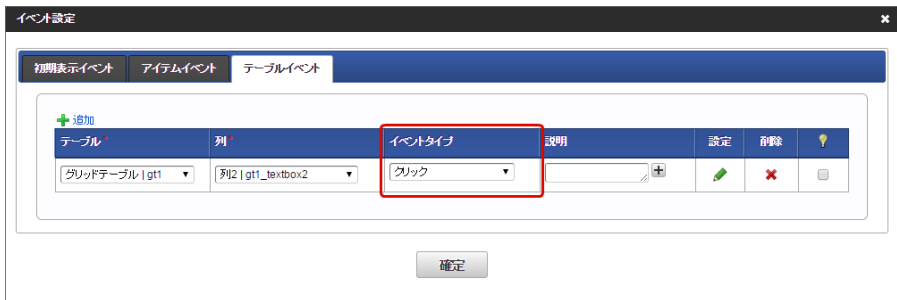 イベント設定
初期表示イベント アイテムイベント テーブルイベント
追加
テーブル* 列* イベントタイプ 説明 設定 削除
グリッドテーブル | gt1 列2 | gt1_textbox2 クリック
確定